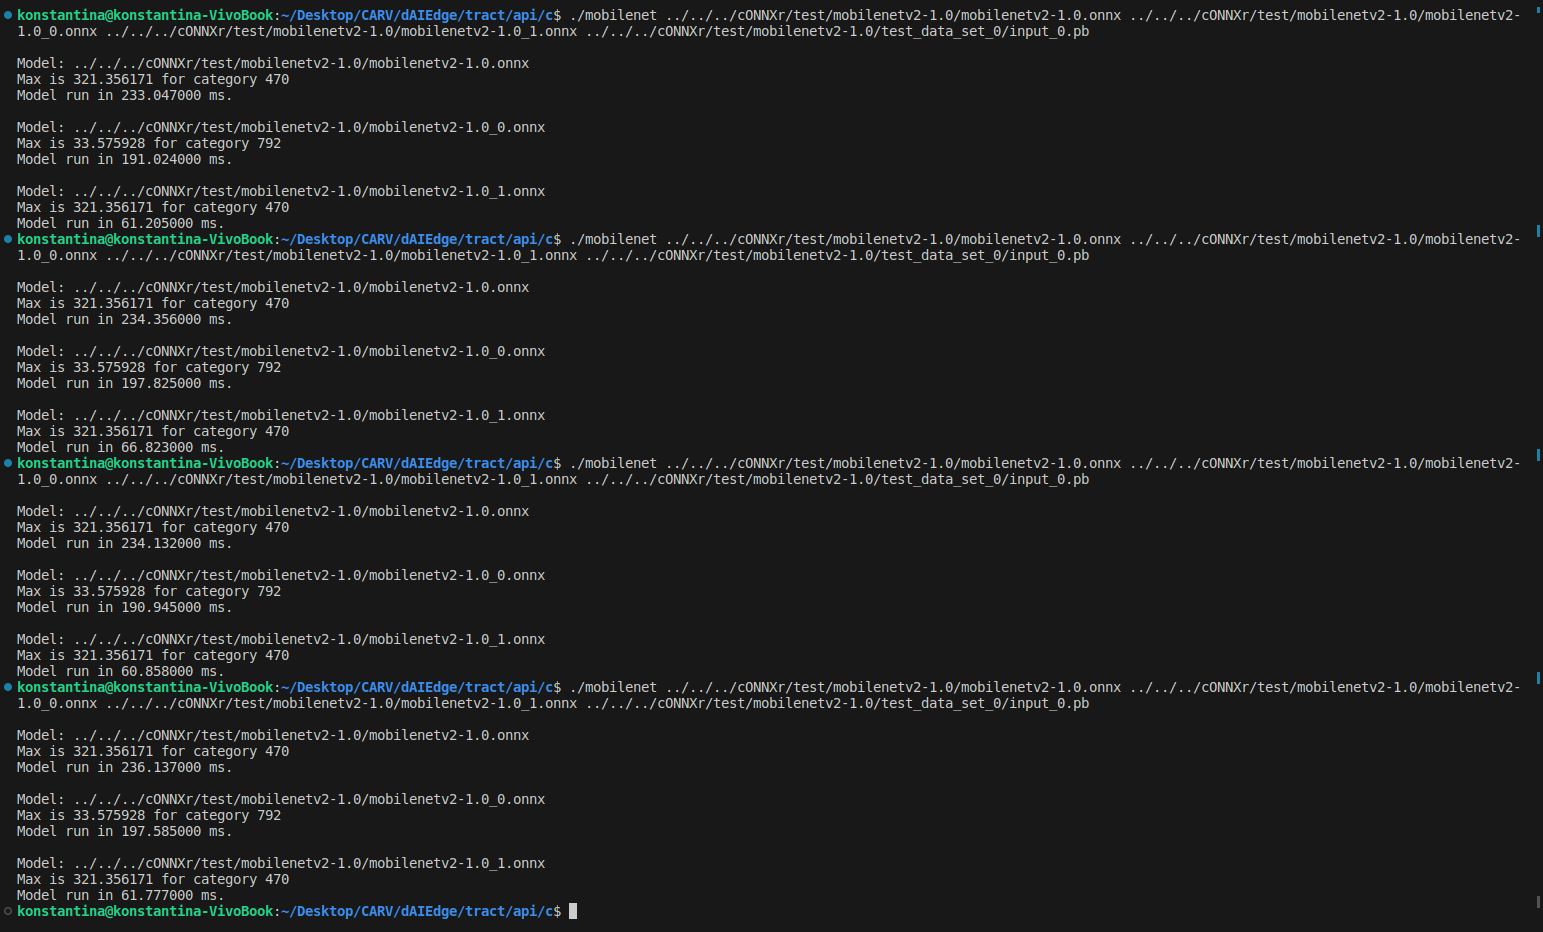 konstantina@konstantina-VivoBook:~/Desktop/CARV/dAIEdge/tract/api/c$ ./mobilenet ../../../cONNXr/test/mobilenetv2-1.0/mobilenetv2-1.0.onnx ../../../cONNXr/test/mobilenetv2-1.0/mobilenetv2-
1.0_0.onnx ../../../cONNXr/test/mobilenetv2-1.0/mobilenetv2-1.0_1.onnx ../../../cONNXr/test/mobilenetv2-1.0/test_data_set_0/input_0.pb
Model: ../../../cONNXr/test/mobilenetv2-1.0/mobilenetv2-1.0.onnx
Max is 321.356171 for category 470
Model run in 233.047000 ms.
Model: ../../../cONNXr/test/mobilenetv2-1.0/mobilenetv2-1.0_0.onnx
Max is 33.575928 for category 792
Model run in 191.024000 ms.
Model: ../../../cONNXr/test/mobilenetv2-1.0/mobilenetv2-1.0_1.onnx
Max is 321.356171 for category 470
Model run in 61.205000 ms.
konstantina@konstantina-VivoBook:~/Desktop/CARV/dAIEdge/tract/api/c$ ./mobilenet ../../../cONNXr/test/mobilenetv2-1.0/mobilenetv2-1.0.onnx ../../../cONNXr/test/mobilenetv2-1.0/mobilenetv2-
1.0_0.onnx ../../../cONNXr/test/mobilenetv2-1.0/mobilenetv2-1.0_1.onnx ../../../cONNXr/test/mobilenetv2-1.0/test_data_set_0/input_0.pb
Model: ../../../cONNXr/test/mobilenetv2-1.0/mobilenetv2-1.0.onnx
Max is 321.356171 for category 470
Model run in 234.356000 ms.
Model: ../../../cONNXr/test/mobilenetv2-1.0/mobilenetv2-1.0_0.onnx
Max is 33.575928 for category 792
Model run in 197.825000 ms.
Model: ../../../cONNXr/test/mobilenetv2-1.0/mobilenetv2-1.0_1.onnx
Max is 321.356171 for category 470
Model run in 66.823000 ms.
konstantina@konstantina-VivoBook:~/Desktop/CARV/dAIEdge/tract/api/c$ ./mobilenet ../../../cONNXr/test/mobilenetv2-1.0/mobilenetv2-1.0.onnx ../../../cONNXr/test/mobilenetv2-1.0/mobilenetv2-
1.0_0.onnx ../../../cONNXr/test/mobilenetv2-1.0/mobilenetv2-1.0_1.onnx ../../../cONNXr/test/mobilenetv2-1.0/test_data_set_0/input_0.pb
Model: ../../../cONNXr/test/mobilenetv2-1.0/mobilenetv2-1.0.onnx
Max is 321.356171 for category 470
Model run in 234.132000 ms.
Model: ../../../cONNXr/test/mobilenetv2-1.0/mobilenetv2-1.0_0.onnx
Max is 33.575928 for category 792
Model run in 190.945000 ms.
Model: ../../../cONNXr/test/mobilenetv2-1.0/mobilenetv2-1.0_1.onnx
Max is 321.356171 for category 470
Model run in 60.858000 ms.
konstantina@konstantina-VivoBook:~/Desktop/CARV/dAIEdge/tract/api/c$ ./mobilenet ../../../cONNXr/test/mobilenetv2-1.0/mobilenetv2-1.0.onnx ../../../cONNXr/test/mobilenetv2-1.0/mobilenetv2-
1.0_0.onnx ../../../cONNXr/test/mobilenetv2-1.0/mobilenetv2-1.0_1.onnx ../../../cONNXr/test/mobilenetv2-1.0/test_data_set_0/input_0.pb
Model: ../../../cONNXr/test/mobilenetv2-1.0/mobilenetv2-1.0.onnx
Max is 321.356171 for category 470
Model run in 236.137000 ms.
Model: ../../../cONNXr/test/mobilenetv2-1.0/mobilenetv2-1.0_0.onnx
Max is 33.575928 for category 792
Model run in 197.585000 ms.
Model: ../../../cONNXr/test/mobilenetv2-1.0/mobilenetv2-1.0_1.onnx
Max is 321.356171 for category 470
Model run in 61.777000 ms.
konstantina@konstantina-VivoBook:~/Desktop/CARV/dAIEdge/tract/api/c$